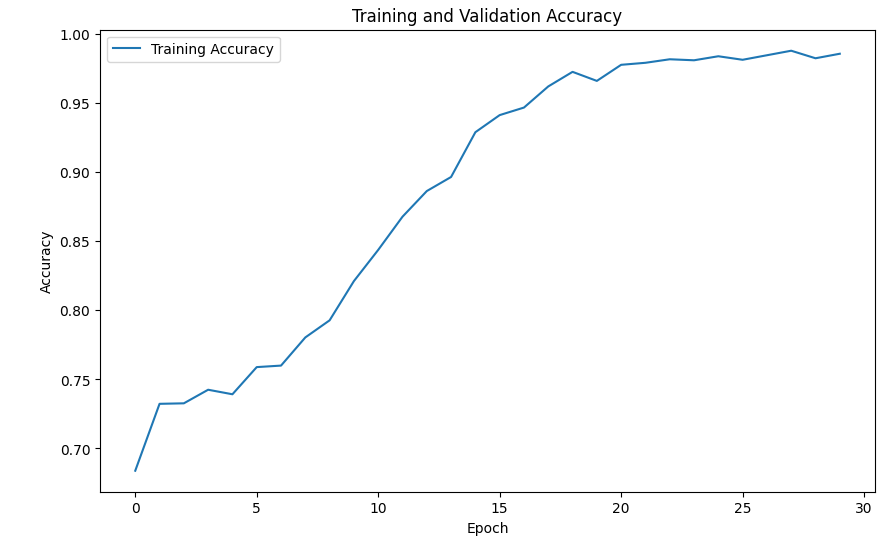 Training and Validation Accuracy
Training Accuracy
1.00
0.95
0.90
0.85
0.80
0.75
0.70
Accuracy
0 5 10 15 20 25 30
Epoch